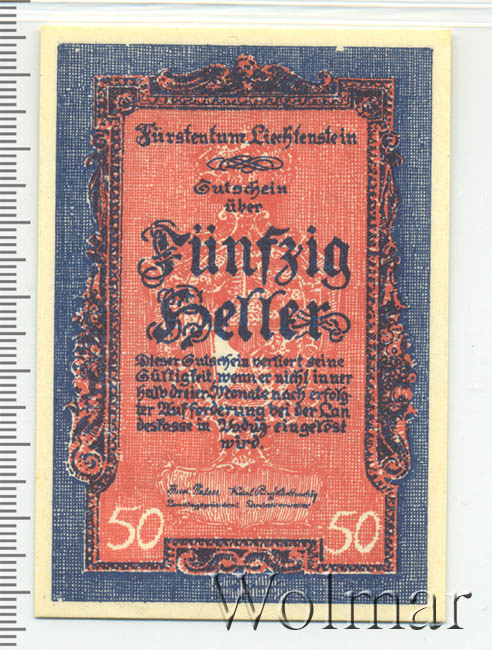 Fürstentum Liechtenstein
Gutschein
über
Fünfzig
Heller
Dieser Gutschein verliert seine
Gültigkeit, wenn er nicht inner
halb dreier Monate nach erfolg-
ter Aufforderung bei der Lan
deskasse in Vaduz eingelöst
wird.
50 50
Wolmar